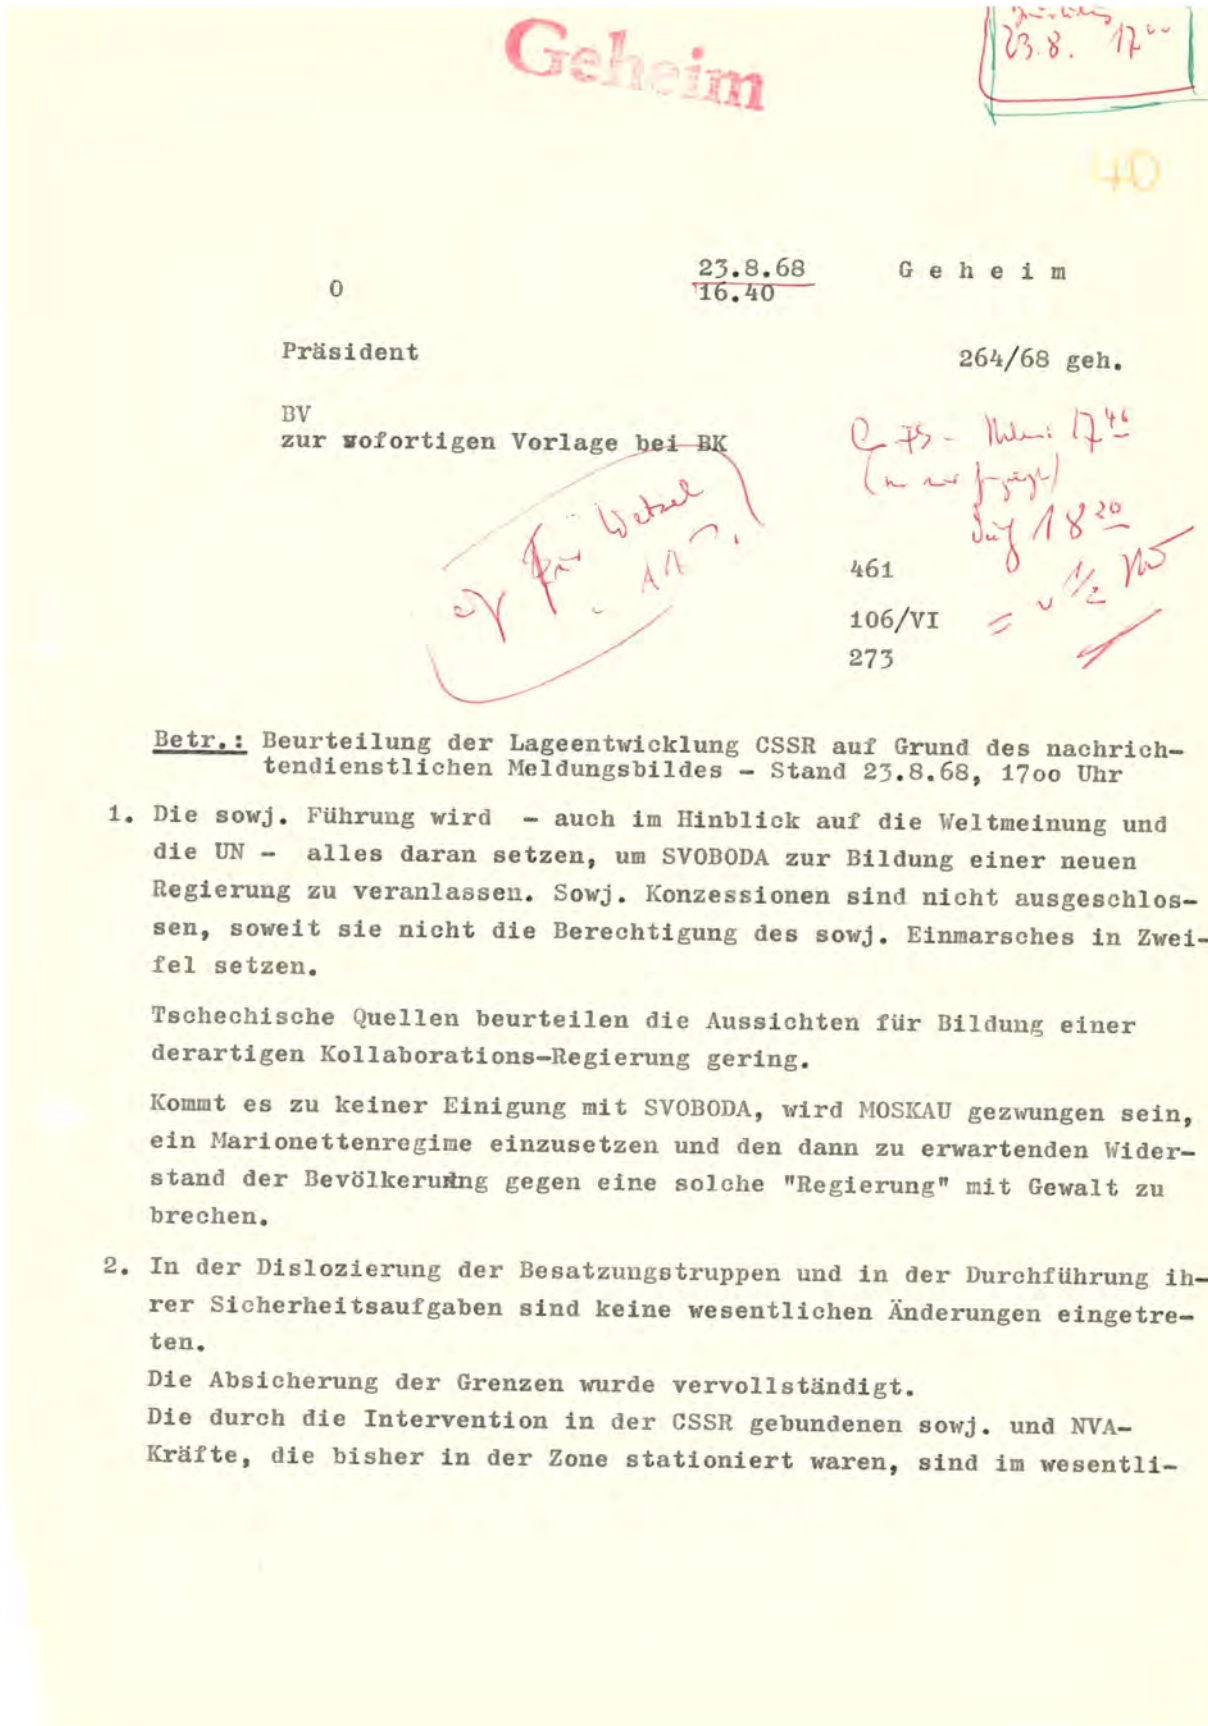 Geheim
23.8. 17⁰⁰
40
23.8.68 G e h e i m
0
16.40
Präsident
264/68 geh.
BV
zur sofortigen Vorlage bei BK
17⁴⁶
Wetzel
18²⁰
461
106/VI
273
Betr.: Beurteilung der Lageentwicklung CSSR auf Grund des nachrich-
tendienstlichen Meldungsbildes - Stand 23.8.68, 17oo Uhr
1. Die sowj. Führung wird - auch im Hinblick auf die Weltmeinung und
die UN - alles daran setzen, um SVOBODA zur Bildung einer neuen
Regierung zu veranlassen. Sowj. Konzessionen sind nicht ausgeschlos-
sen, soweit sie nicht die Berechtigung des sowj. Einmarsches in Zwei-
fel setzen.
Tschechische Quellen beurteilen die Aussichten für Bildung einer
derartigen Kollaborations-Regierung gering.
Kommt es zu keiner Einigung mit SVOBODA, wird MOSKAU gezwungen sein,
ein Marionettenregime einzusetzen und den dann zu erwartenden Wider-
stand der Bevölkerung gegen eine solche "Regierung" mit Gewalt zu
brechen.
2. In der Dislozierung der Besatzungstruppen und in der Durchführung ih-
rer Sicherheitsaufgaben sind keine wesentlichen Änderungen eingetre-
ten.
Die Absicherung der Grenzen wurde vervollständigt.
Die durch die Intervention in der CSSR gebundenen sowj. und NVA-
Kräfte, die bisher in der Zone stationiert waren, sind im wesentli-